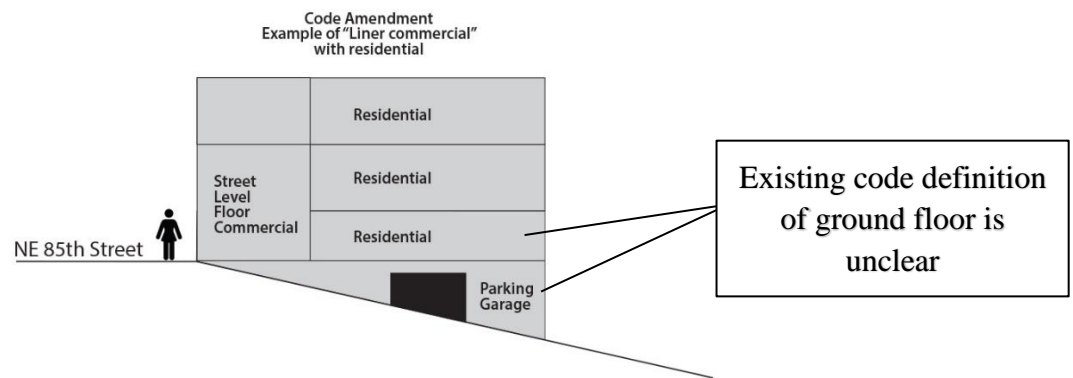 Code Amendment
Example of "Liner commercial"
with residential
Residential
Street
Level
Floor
Commercial
Residential
Residential
NE 85th Street
Parking
Garage
Existing code definition
of ground floor is
unclear